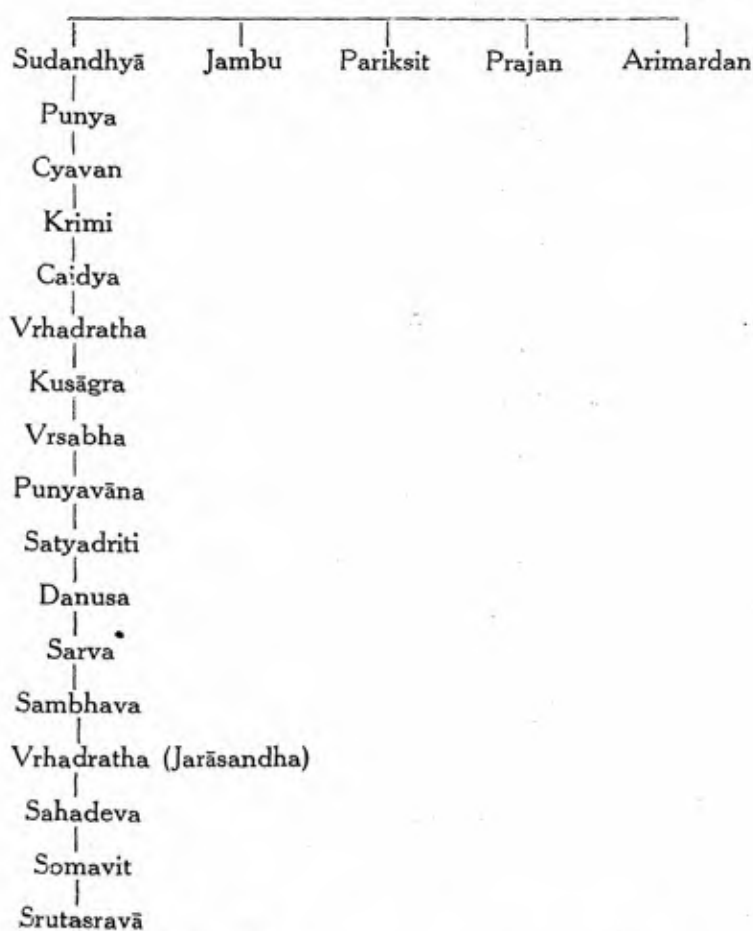 Sudandhyā Jambu Pariksit Prajan Arimardan
Punya
Cyavan
Krimi
Caidya
Vrhadratha
Kusāgra
Vrsabha
Punyavāna
Satyadriti
Danusa
Sarva
Sambhava
Vrhadratha (Jarāsandha)
Sahadeva
Somavit
Srutasravā